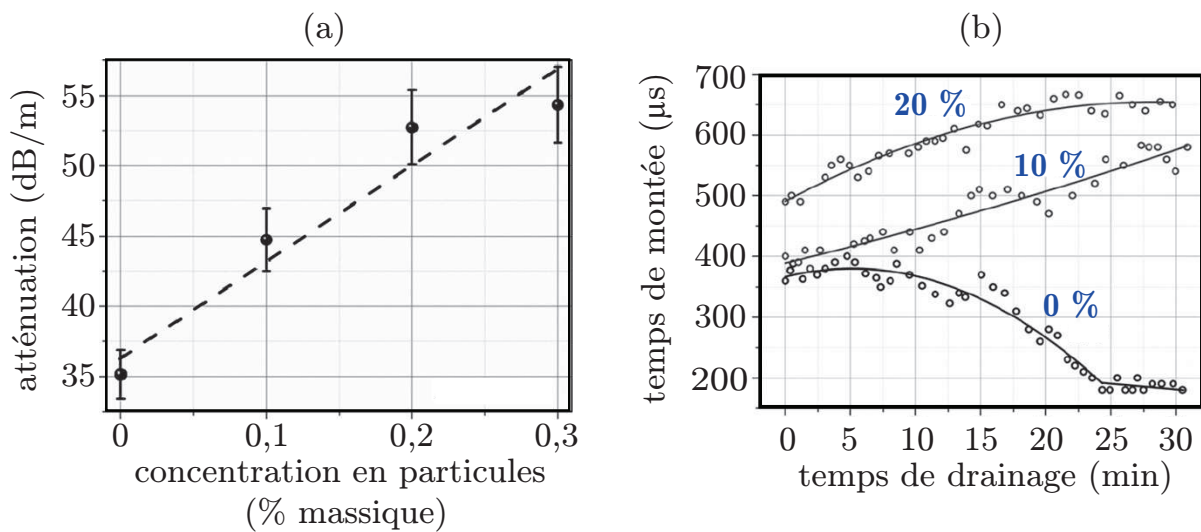 (a)
atténuation (dB/m)
55
50
45
40
35
0 0,1 0,2 0,3
concentration en particules
(% massique)
(b)
temps de montée (µs)
700
600
500
400
300
200
20 %
10 %
0 %
0 5 10 15 20 25 30
temps de drainage (min)